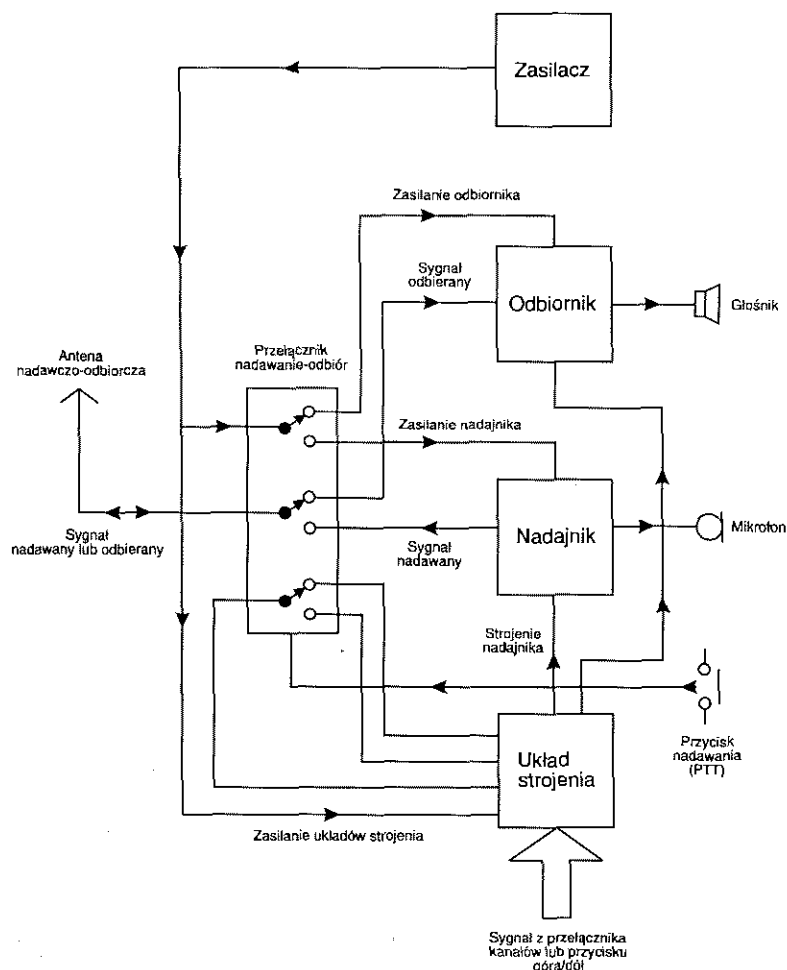 Zasilacz
Zasilanie odbiornika
Sygnał
odbierany
Odbiornik
Głośnik
Antena
nadawczo-odbiorcza
Przełącznik
nadawanie-odbiór
Zasilanie nadajnika
Nadajnik
Mikrofon
Sygnał
nadawany lub odbierany
Sygnał
nadawany
Strojenie
nadajnika
Przycisk
nadawania
(PTT)
Układ
strojenia
Zasilanie układów strojenia
Sygnał z przełącznika
kanałów lub przycisku
góra/dół